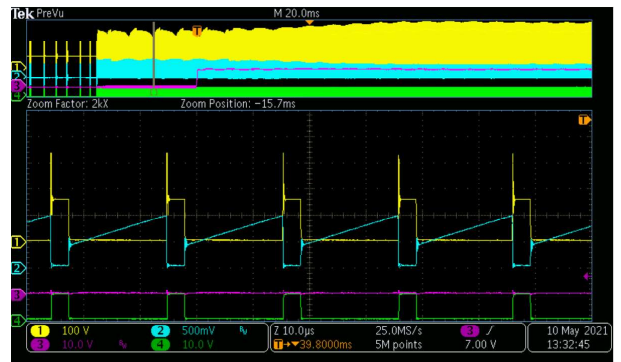 Tek PreVu M 20.0ms
T
1
2
3
4
Zoom Factor: 2kX Zoom Position: -15.7ms
T
1
2
3
4
1 100 V 2 500mV Z 10.0µs 25.0MS/s 3 10 May 2021
3 10.0 V 4 10.0 V T→▼39.8000ms 5M points 7.00 V 13:32:45